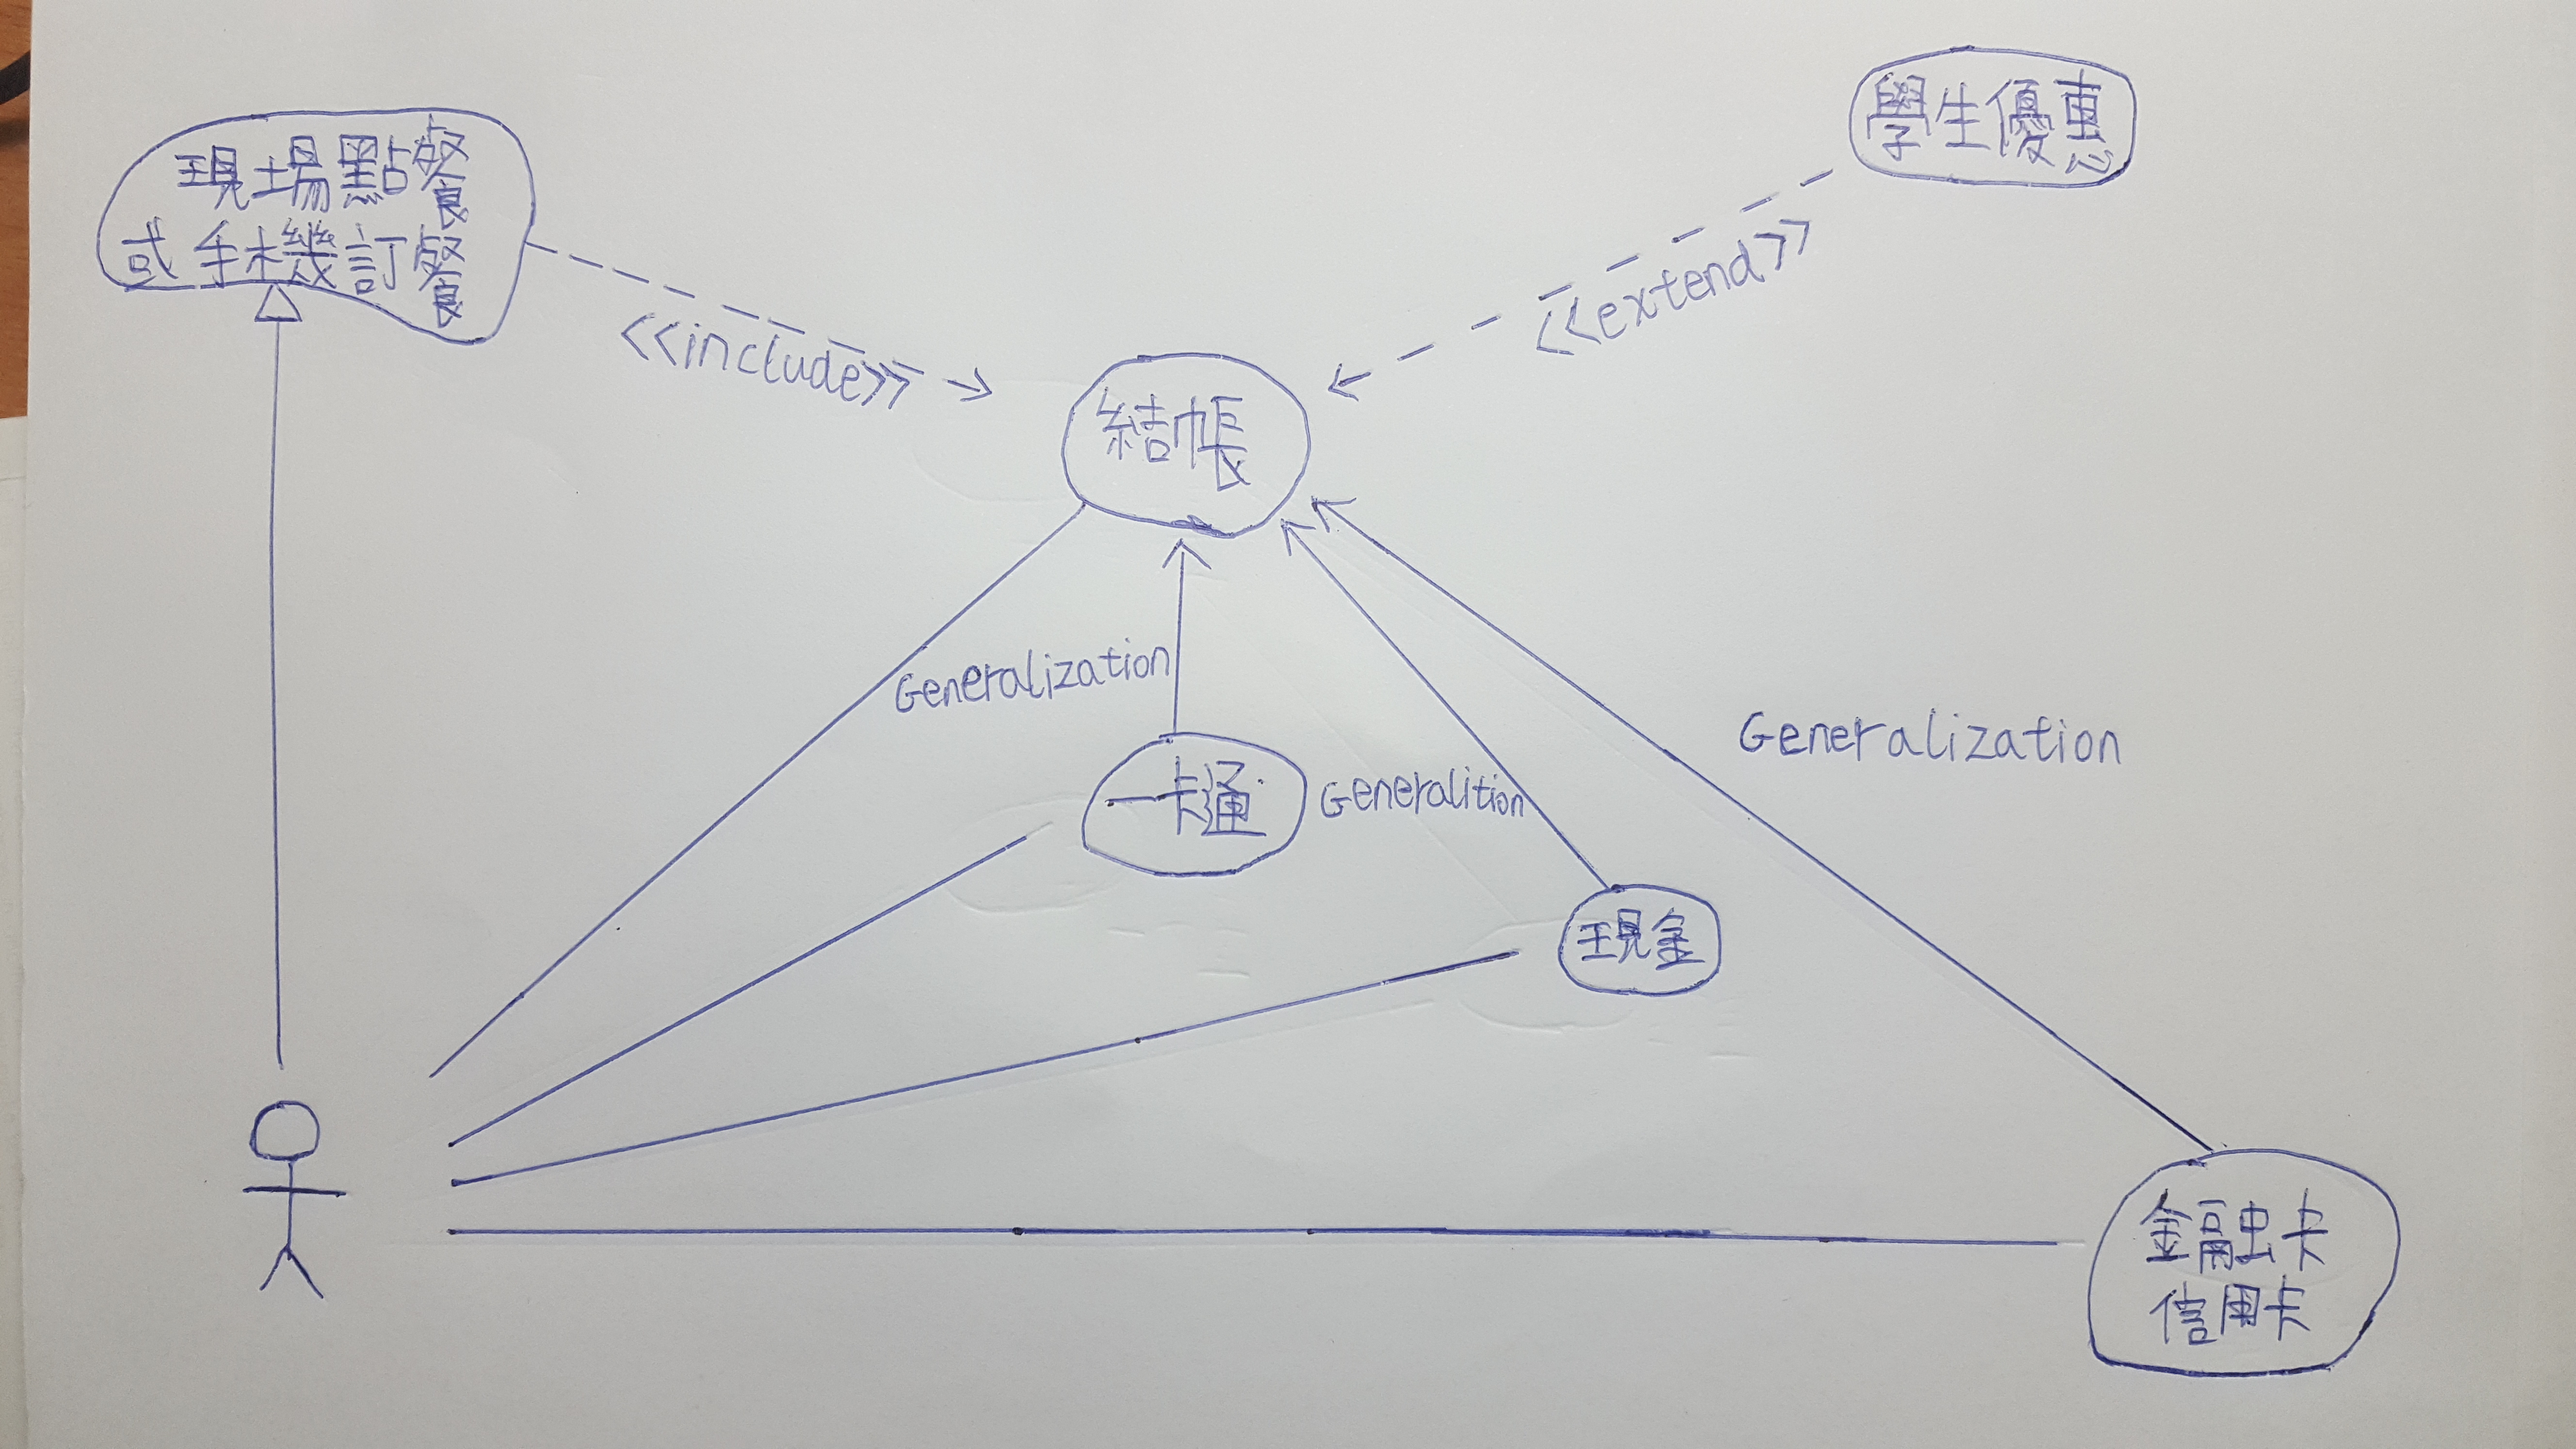 學生優惠
現場點餐
或手機訂餐
<<extend>>
<<include>>
結帳
Generalization
Generalization
一卡通
Generalition
現金
金融卡
信用卡